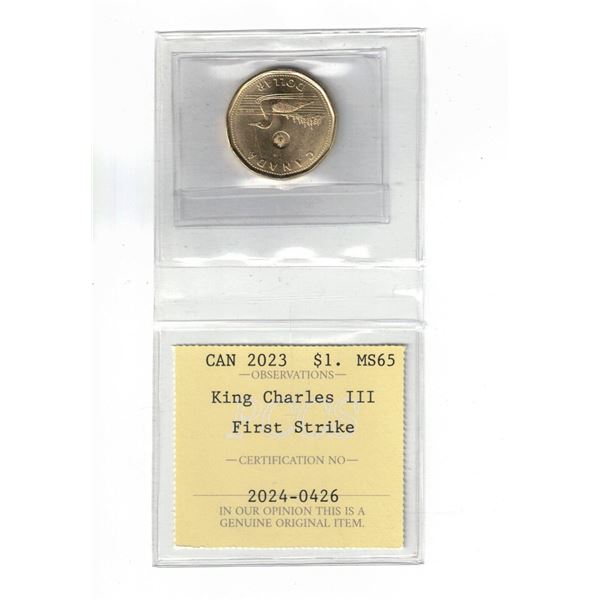 DOLLAR
CANADA
CAN 2023 $1. MS65
—OBSERVATIONS—
King Charles III
First Strike
—CERTIFICATION NO—
2024-0426
IN OUR OPINION THIS IS A
GENUINE ORIGINAL ITEM.